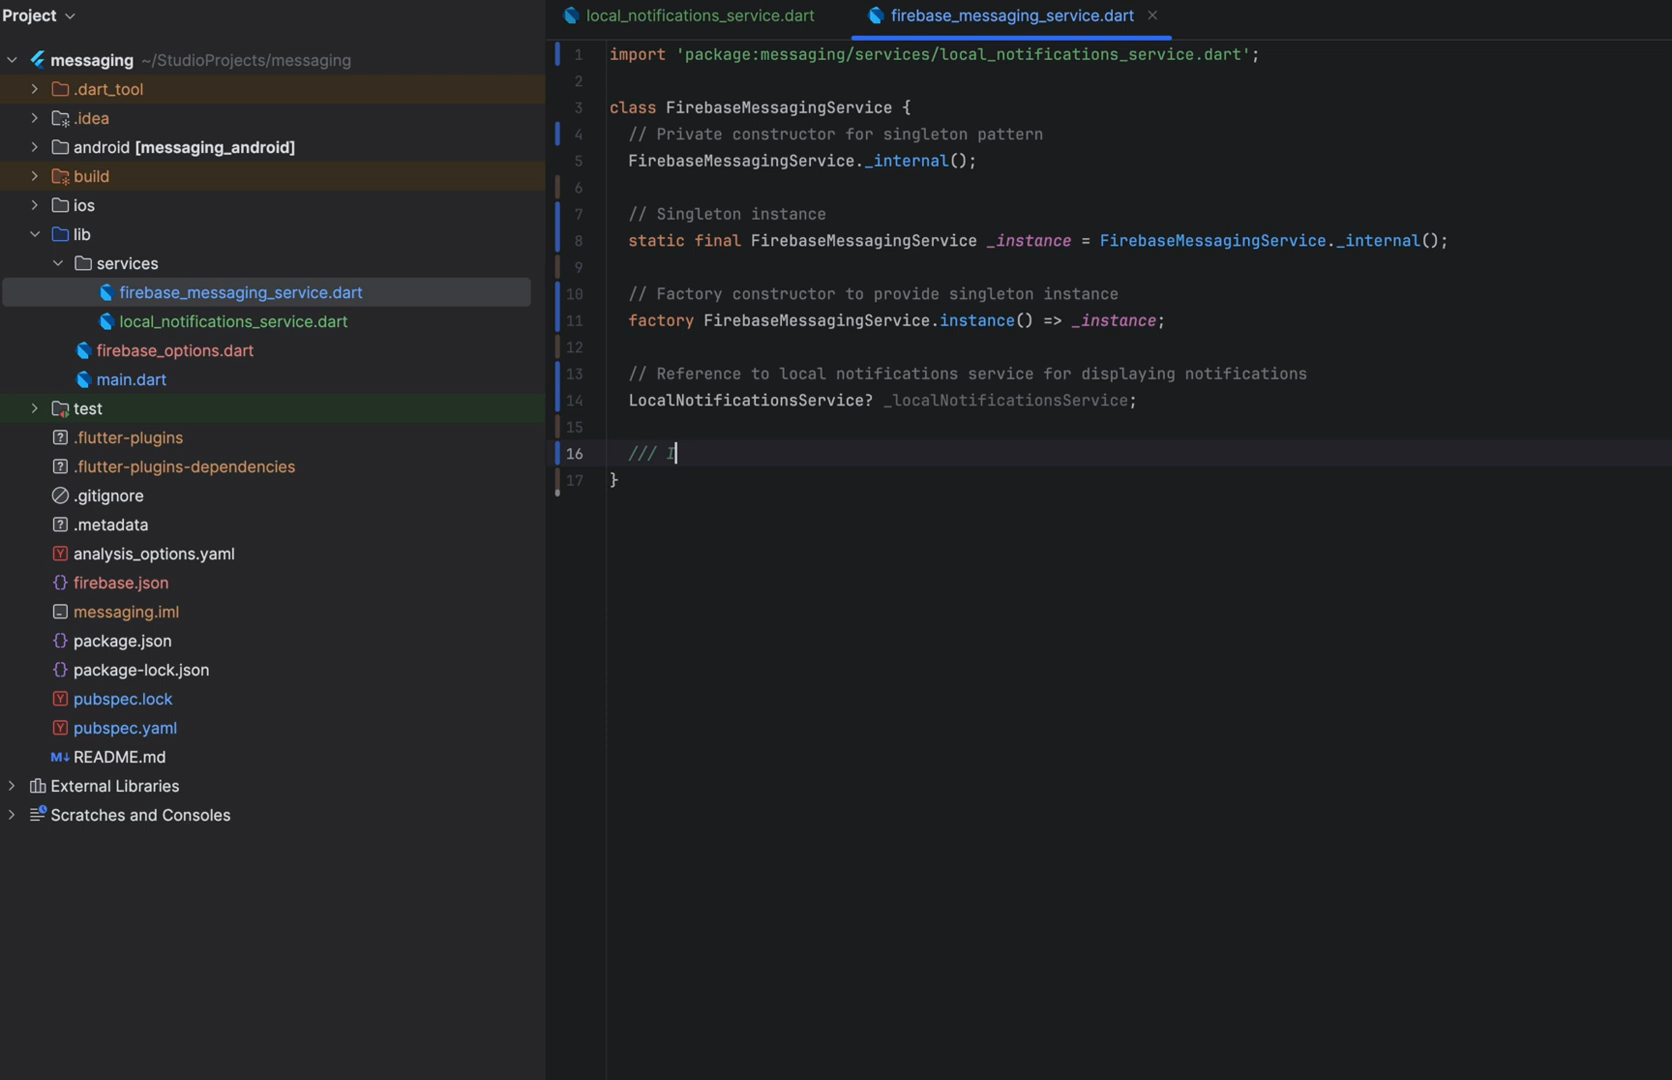 Project
messaging ~/StudioProjects/messaging
.dart_tool
.idea
android [messaging_android]
build
ios
lib
services
firebase_messaging_service.dart
local_notifications_service.dart
firebase_options.dart
main.dart
test
.flutter-plugins
.flutter-plugins-dependencies
.gitignore
.metadata
analysis_options.yaml
firebase.json
messaging.iml
package.json
package-lock.json
pubspec.lock
pubspec.yaml
README.md
External Libraries
Scratches and Consoles
local_notifications_service.dart
firebase_messaging_service.dart
1 import 'package:messaging/services/local_notifications_service.dart';
2
3 class FirebaseMessagingService {
4 // Private constructor for singleton pattern
5 FirebaseMessagingService._internal();
6
7 // Singleton instance
8 static final FirebaseMessagingService _instance = FirebaseMessagingService._internal();
9
10 // Factory constructor to provide singleton instance
11 factory FirebaseMessagingService.instance() => _instance;
12
13 // Reference to local notifications service for displaying notifications
14 LocalNotificationsService? _localNotificationsService;
15
16 /// I
17 }